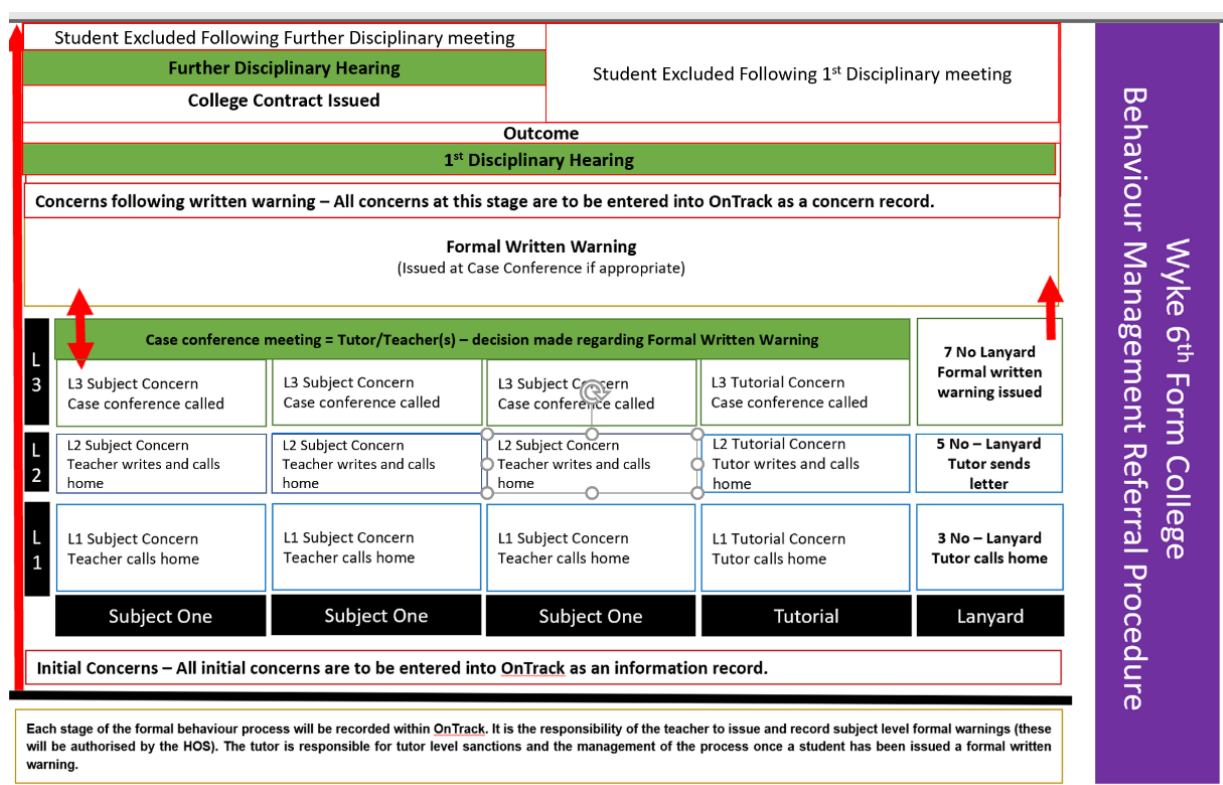 Student Excluded Following Further Disciplinary meeting
Further Disciplinary Hearing
College Contract Issued
Student Excluded Following 1st Disciplinary meeting
Outcome
1st Disciplinary Hearing
Concerns following written warning – All concerns at this stage are to be entered into OnTrack as a concern record.
Formal Written Warning
(Issued at Case Conference if appropriate)
L
3
Case conference meeting = Tutor/Teacher(s) – decision made regarding Formal Written Warning
L3 Subject Concern
Case conference called
L3 Subject Concern
Case conference called
L3 Subject Concern
Case conference called
L3 Tutorial Concern
Case conference called
7 No Lanyard
Formal written
warning issued
L
2
L2 Subject Concern
Teacher writes and calls
home
L2 Subject Concern
Teacher writes and calls
home
L2 Subject Concern
Teacher writes and calls
home
L2 Tutorial Concern
Tutor writes and calls
home
5 No – Lanyard
Tutor sends
letter
L
1
L1 Subject Concern
Teacher calls home
L1 Subject Concern
Teacher calls home
L1 Subject Concern
Teacher calls home
L1 Tutorial Concern
Tutor calls home
3 No – Lanyard
Tutor calls home
Subject One
Subject One
Subject One
Tutorial
Lanyard
Initial Concerns – All initial concerns are to be entered into OnTrack as an information record.
Each stage of the formal behaviour process will be recorded within OnTrack. It is the responsibility of the teacher to issue and record subject level formal warnings (these
will be authorised by the HOS). The tutor is responsible for tutor level sanctions and the management of the process once a student has been issued a formal written
warning.
Wyke 6th Form College
Behaviour Management Referral Procedure